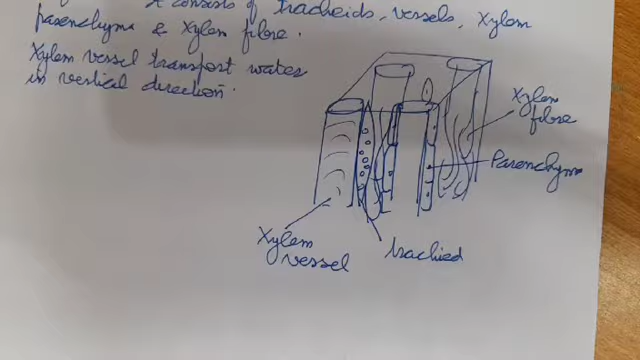 It consists of tracheids, vessels, Xylem
parenchyma & Xylem fibre.
Xylem vessel transport water
in vertical direction.
Xylem
fibre
Parenchyma
Xylem
vessel
trachied